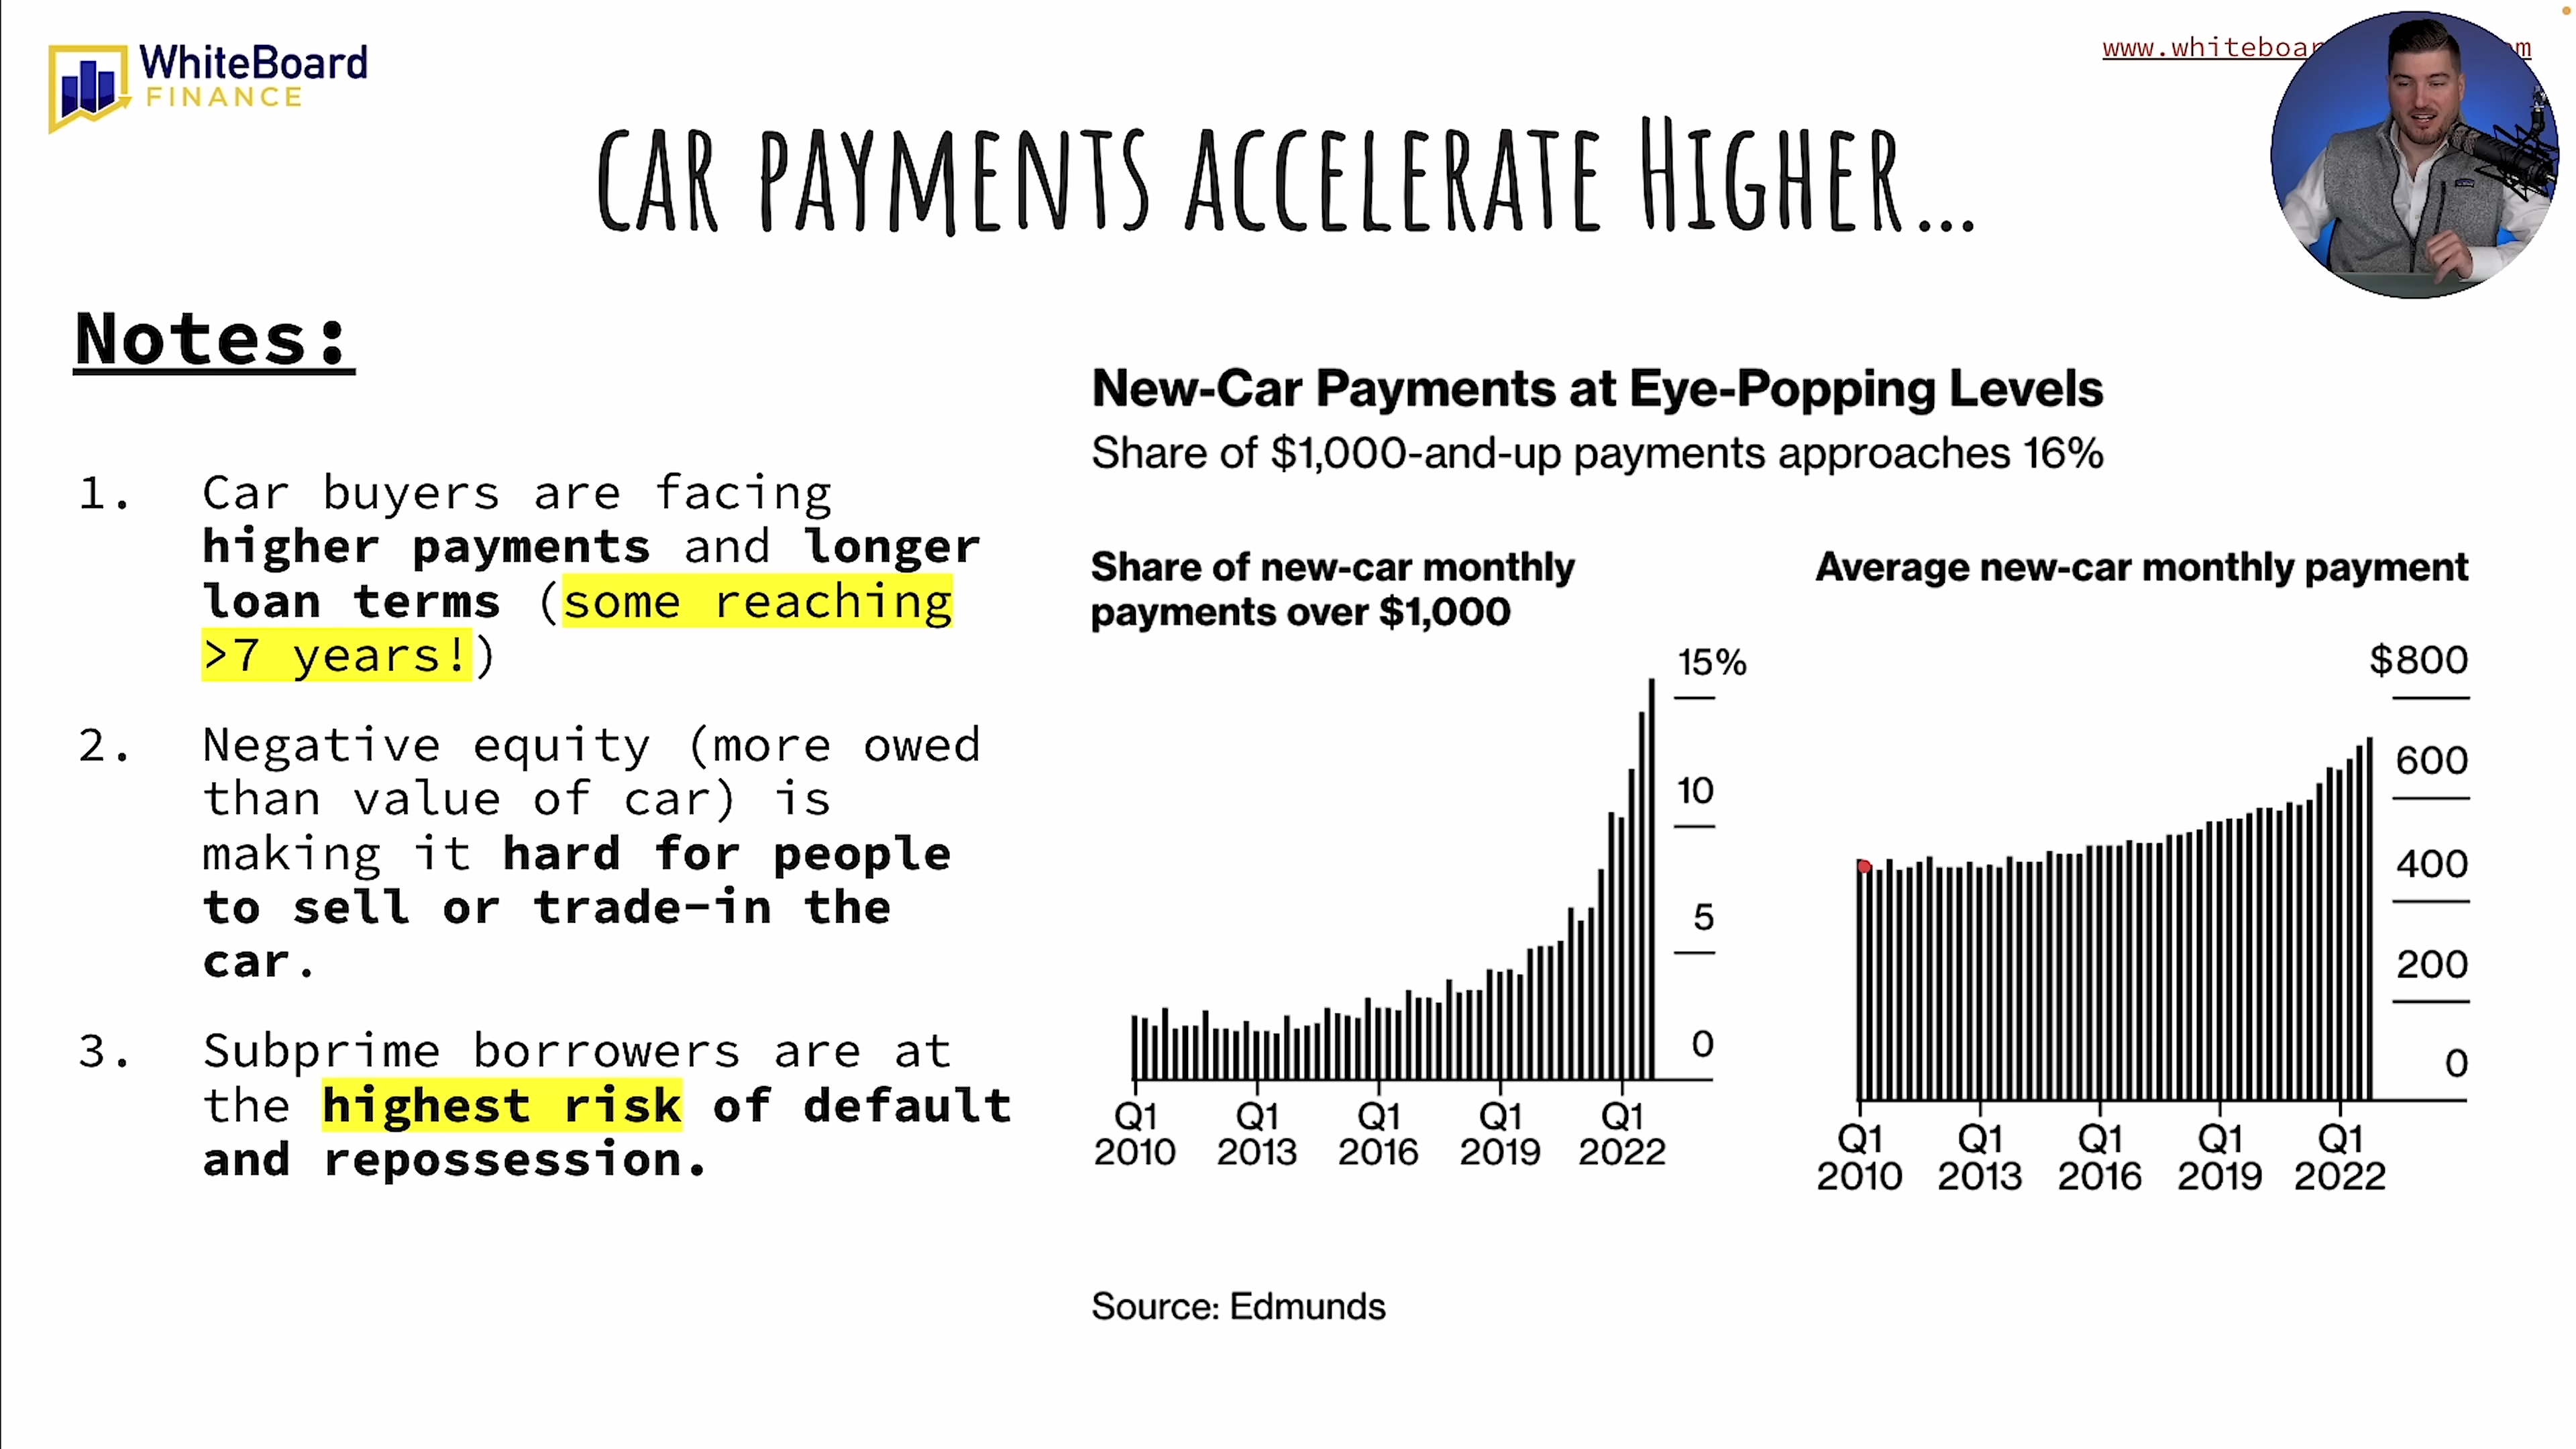 WhiteBoard
FINANCE
CAR PAYMENTS ACCELERATE HIGHER...
Notes:
1. Car buyers are facing
higher payments and longer
loan terms (some reaching
>7 years!)
2. Negative equity (more owed
than value of car) is
making it hard for people
to sell or trade-in the
car.
3. Subprime borrowers are at
the highest risk of default
and repossession.
New-Car Payments at Eye-Popping Levels
Share of $1,000-and-up payments approaches 16%
Share of new-car monthly
payments over $1,000
15%
10
5
0
Q1 Q1 Q1 Q1 Q1
2010 2013 2016 2019 2022
Average new-car monthly payment
$800
600
400
200
0
Q1 Q1 Q1 Q1 Q1
2010 2013 2016 2019 2022
Source: Edmunds